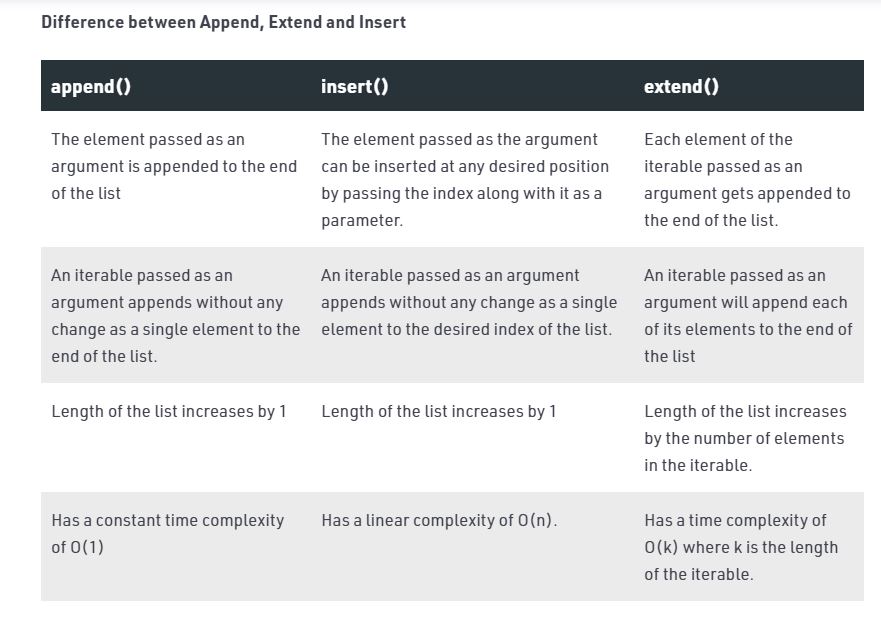 Difference between Append, Extend and Insert
append()
insert()
extend()
The element passed as an
argument is appended to the end
of the list
The element passed as the argument
can be inserted at any desired position
by passing the index along with it as a
parameter.
Each element of the
iterable passed as an
argument gets appended to
the end of the list.
An iterable passed as an
argument appends without any
change as a single element to the
end of the list.
An iterable passed as an argument
appends without any change as a single
element to the desired index of the list.
An iterable passed as an
argument will append each
of its elements to the end of
the list
Length of the list increases by 1
Length of the list increases by 1
Length of the list increases
by the number of elements
in the iterable.
Has a constant time complexity
of O(1)
Has a linear complexity of O(n).
Has a time complexity of
O(k) where k is the length
of the iterable.